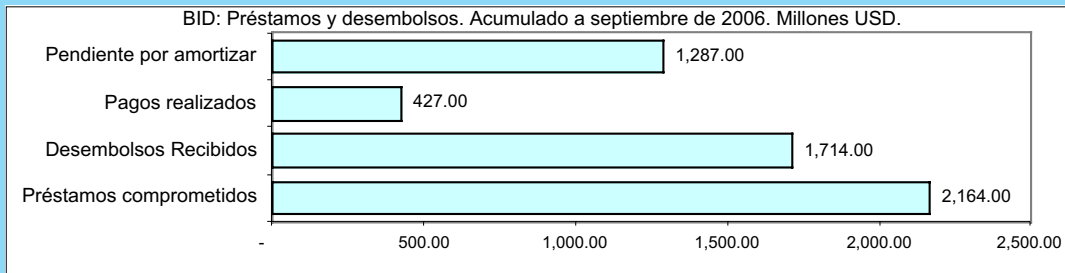 BID: Préstamos y desembolsos. Acumulado a septiembre de 2006. Millones USD.
Pendiente por amortizar
1,287.00
Pagos realizados
427.00
Desembolsos Recibidos
1,714.00
Préstamos comprometidos
2,164.00
- 500.00 1,000.00 1,500.00 2,000.00 2,500.00